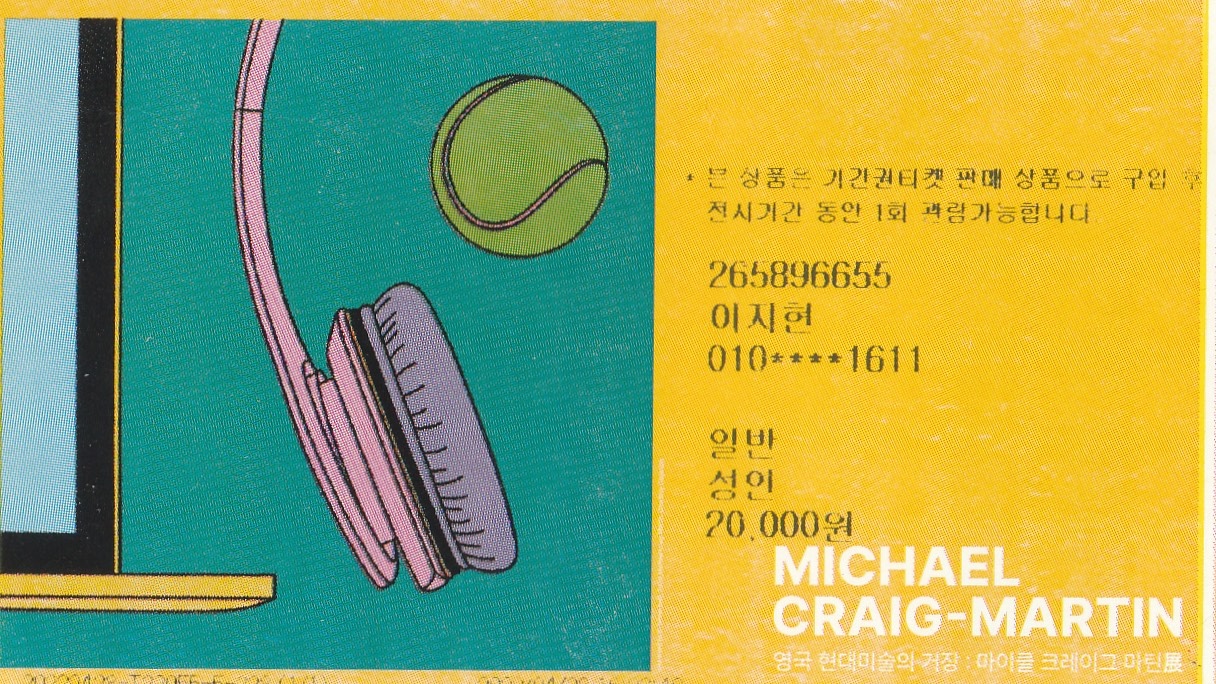 * 본 상품은 기간권티켓 판매 상품으로 구입 후
전시기간 동안 1회 관람가능합니다
265896655
이지현
010****1611
일반
성인
20,000원
MICHAEL
CRAIG-MARTIN
영국 현대미술의 거장 : 마이클 크레이그 마틴展